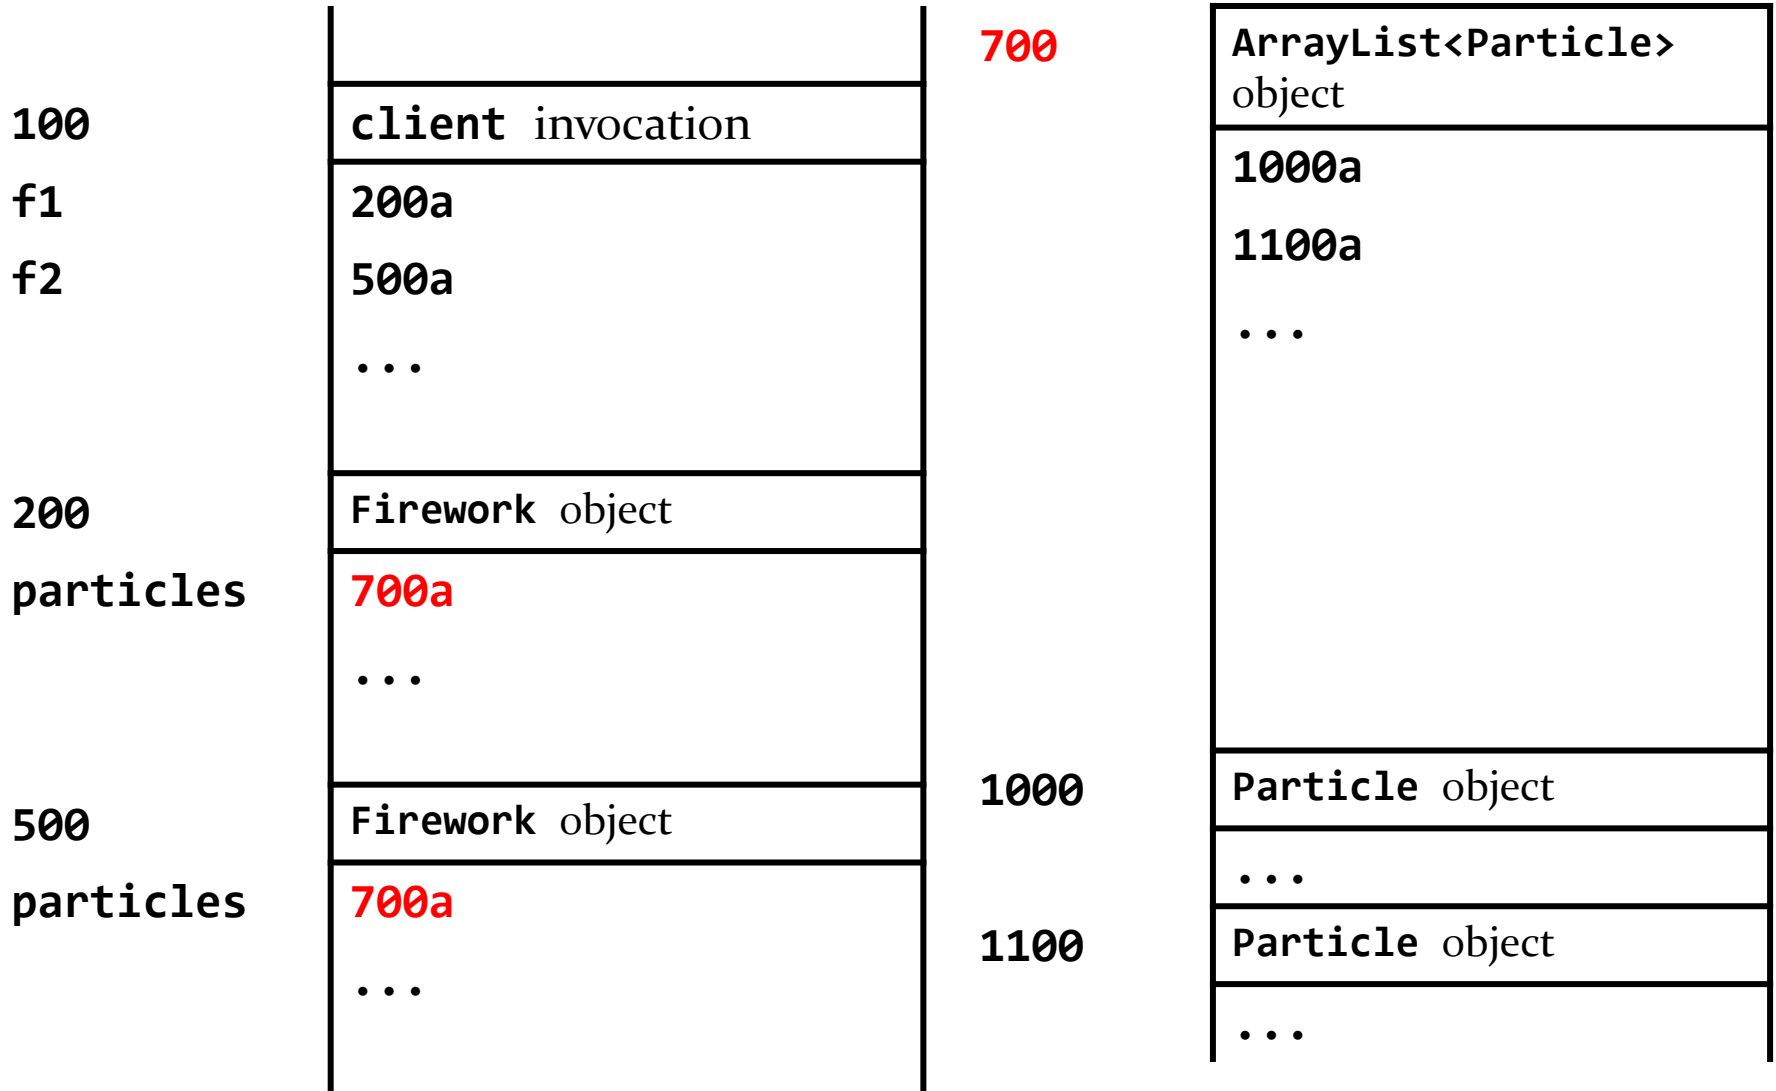 100 client invocation
f1 200a
f2 500a
...
200 Firework object
particles 700a
...
500 Firework object
particles 700a
...
700 ArrayList<Particle>
object
1000a
1100a
...
1000 Particle object
...
1100 Particle object
...